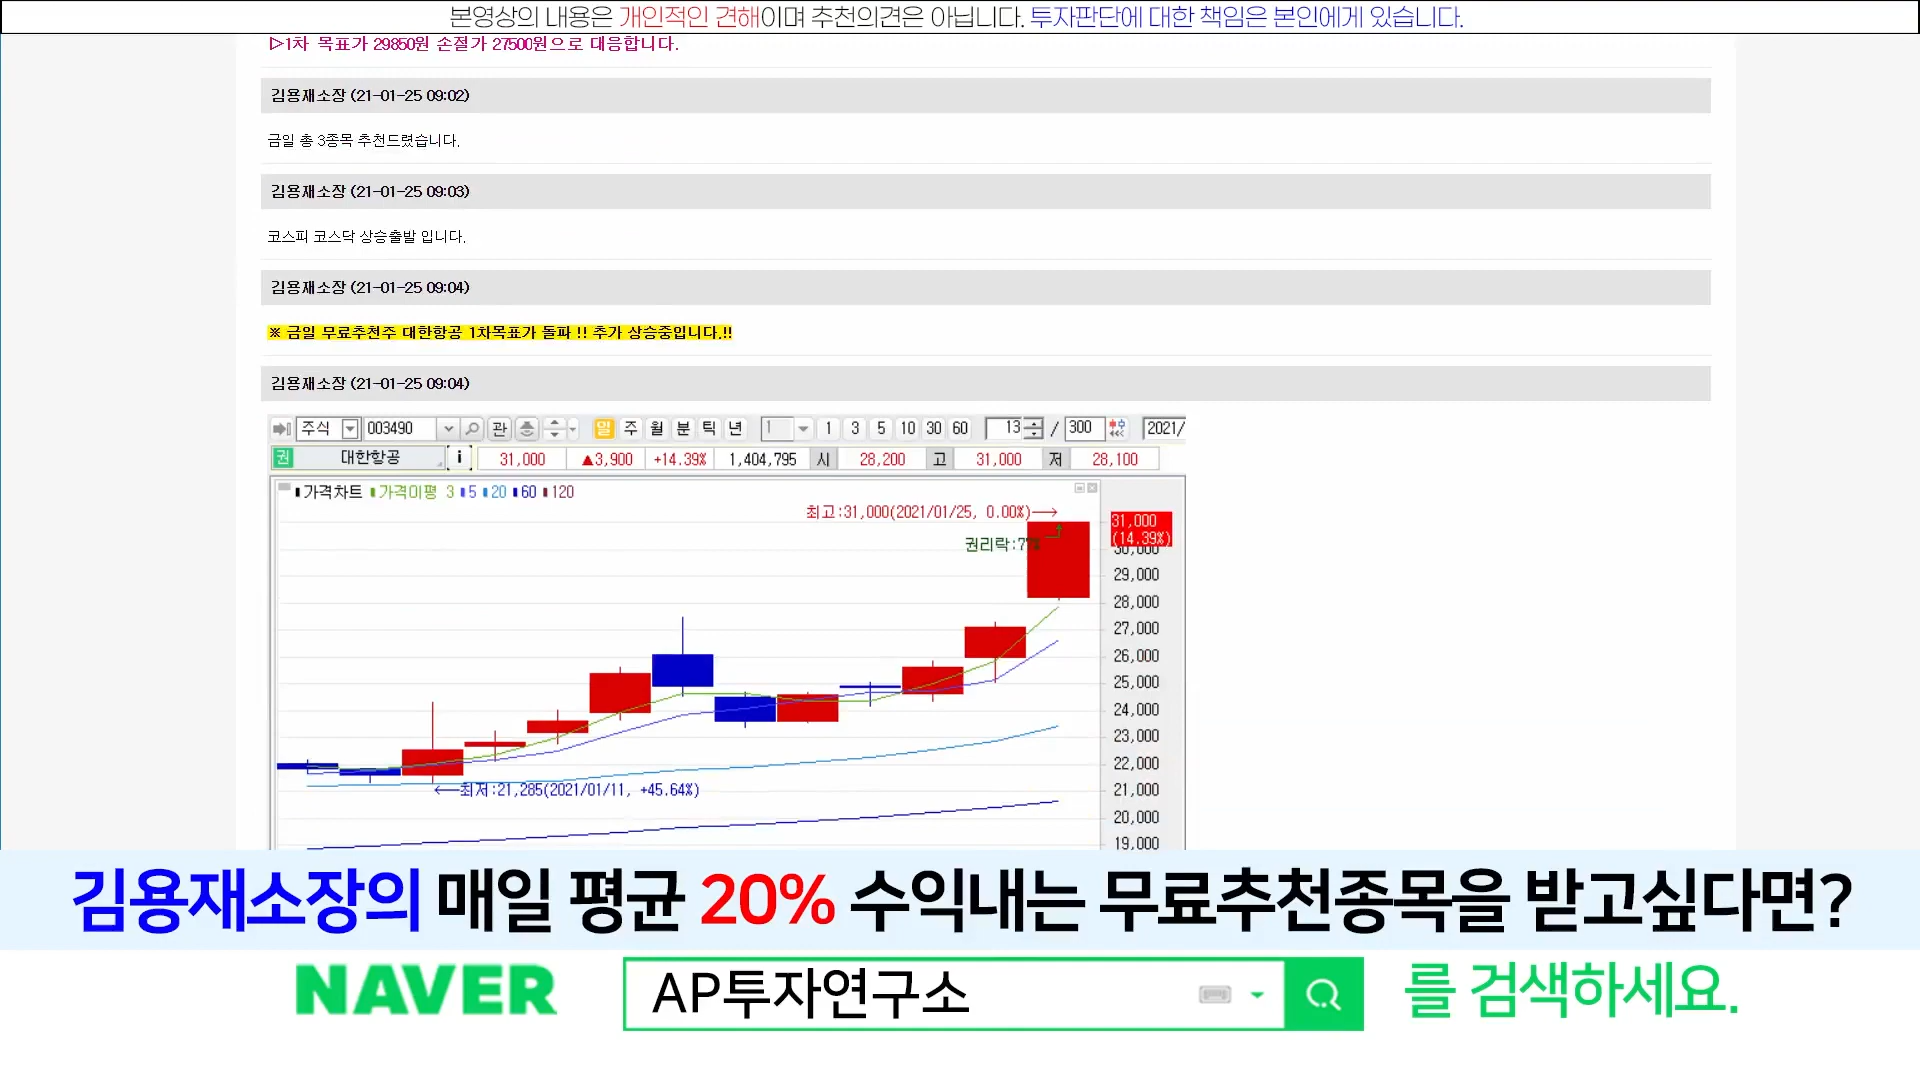 본영상의 내용은 개인적인 견해이며 추천의견은 아닙니다. 투자판단에 대한 책임은 본인에게 있습니다.
▷1차 목표가 29850원 손절가 27500원으로 대응합니다.
김용재소장 (21-01-25 09:02)
금일 총 3종목 추천드렸습니다.
김용재소장 (21-01-25 09:03)
코스피 코스닥 상승출발 입니다.
김용재소장 (21-01-25 09:04)
※ 금일 무료추천주 대한항공 1차목표가 돌파 !! 추가 상승중입니다.!!
김용재소장 (21-01-25 09:04)
주식 003490 관 일 주 월 분 틱 년 1 1 3 5 10 30 60 13 / 300 2021/
권 대한항공 i 31,000 ▲3,900 +14.39% 1,404,795 시 28,200 고 31,000 저 28,100
가격차트 가격이평 3 5 20 60 120
최고:31,000(2021/01/25, 0.00%)→
31,000
(14.39%)
권리락:7
30,000
29,000
28,000
27,000
26,000
25,000
24,000
23,000
22,000
←최저:21,285(2021/01/11, +45.64%)
21,000
20,000
19,000
김용재소장의 매일 평균 20% 수익내는 무료추천종목을 받고싶다면?
NAVER AP투자연구소 를 검색하세요.